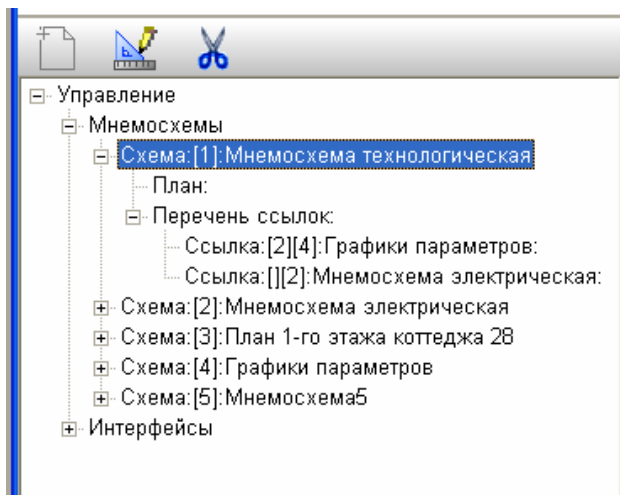 Управление
Мнемосхемы
Схема:[1]:Мнемосхема технологическая
План:
Перечень ссылок:
Ссылка:[2][4]:Графики параметров:
Ссылка:[][2]:Мнемосхема электрическая:
Схема:[2]:Мнемосхема электрическая
Схема:[3]:План 1-го этажа коттеджа 28
Схема:[4]:Графики параметров
Схема:[5]:Мнемосхема5
Интерфейсы